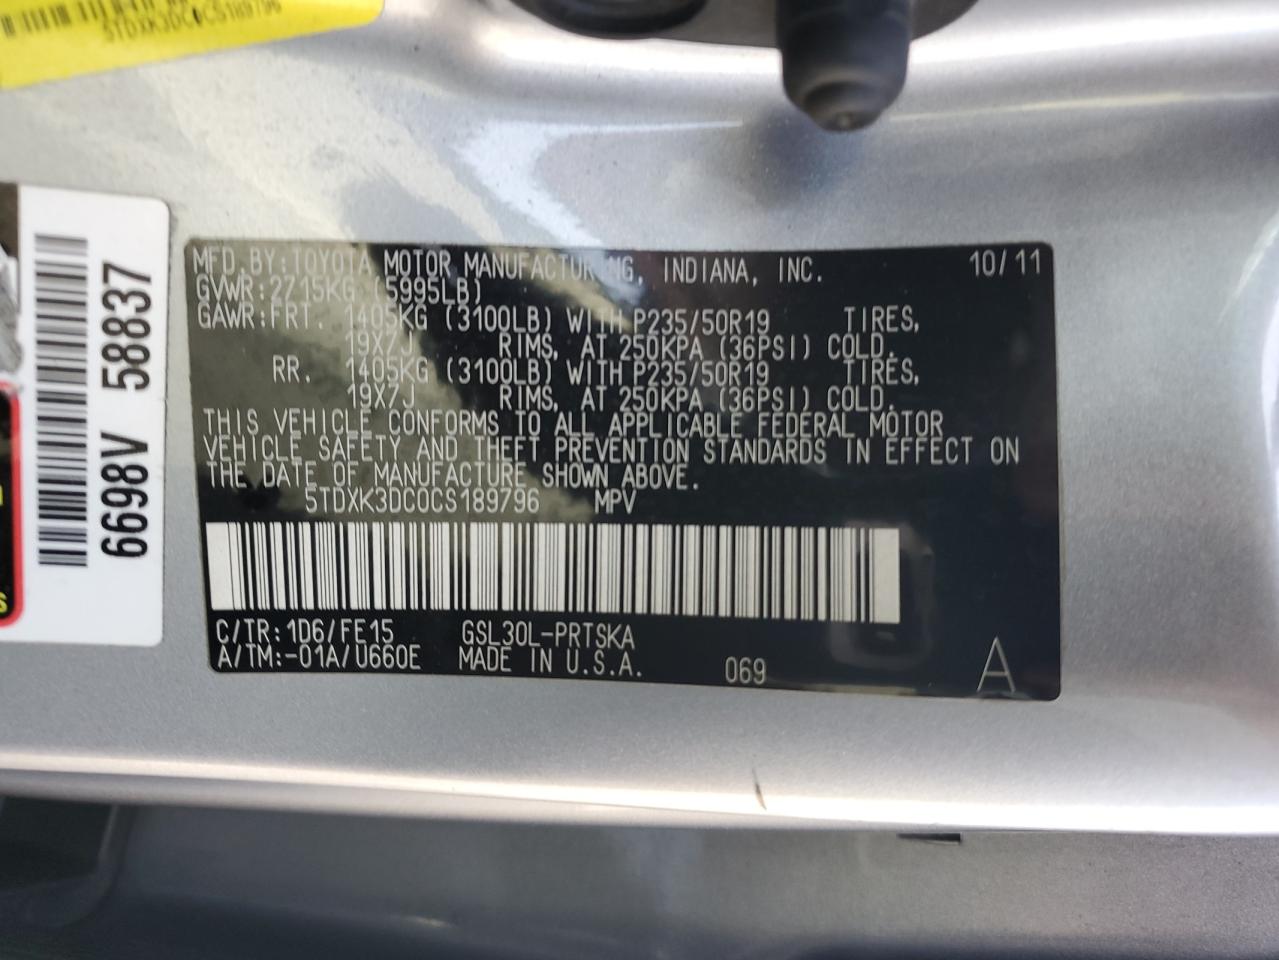 5TDXK3DC0CS189796
6698V 58837
S
MFD.BY:TOYOTA MOTOR MANUFACTURING, INDIANA, INC. 10/11
GVWR:2715KG (5995LB)
GAWR:FRT. 1405KG (3100LB) WITH P235/50R19 TIRES,
19X7J RIMS, AT 250KPA (36PSI) COLD.
RR. 1405KG (3100LB) WITH P235/50R19 TIRES,
19X7J RIMS, AT 250KPA (36PSI) COLD.
THIS VEHICLE CONFORMS TO ALL APPLICABLE FEDERAL MOTOR
VEHICLE SAFETY AND THEFT PREVENTION STANDARDS IN EFFECT ON
THE DATE OF MANUFACTURE SHOWN ABOVE.
5TDXK3DC0CS189796 MPV
C/TR:1D6/FE15 GSL30L-PRTSKA
A/TM:-01A/U660E MADE IN U.S.A. 069 A